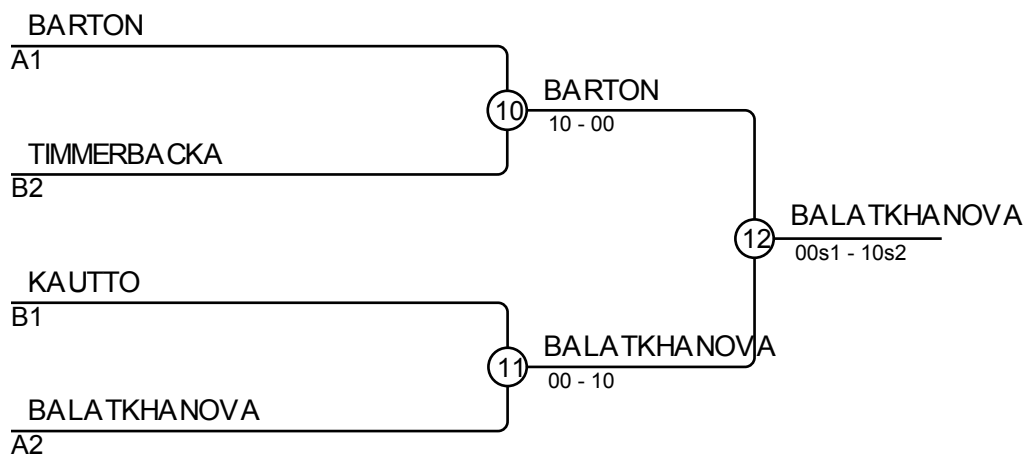 BARTON
A1
10
BARTON
10 - 00
TIMMERBACKA
B2
12
BALATKHANOVA
00s1 - 10s2
KAUTTO
B1
11
BALATKHANOVA
00 - 10
BALATKHANOVA
A2